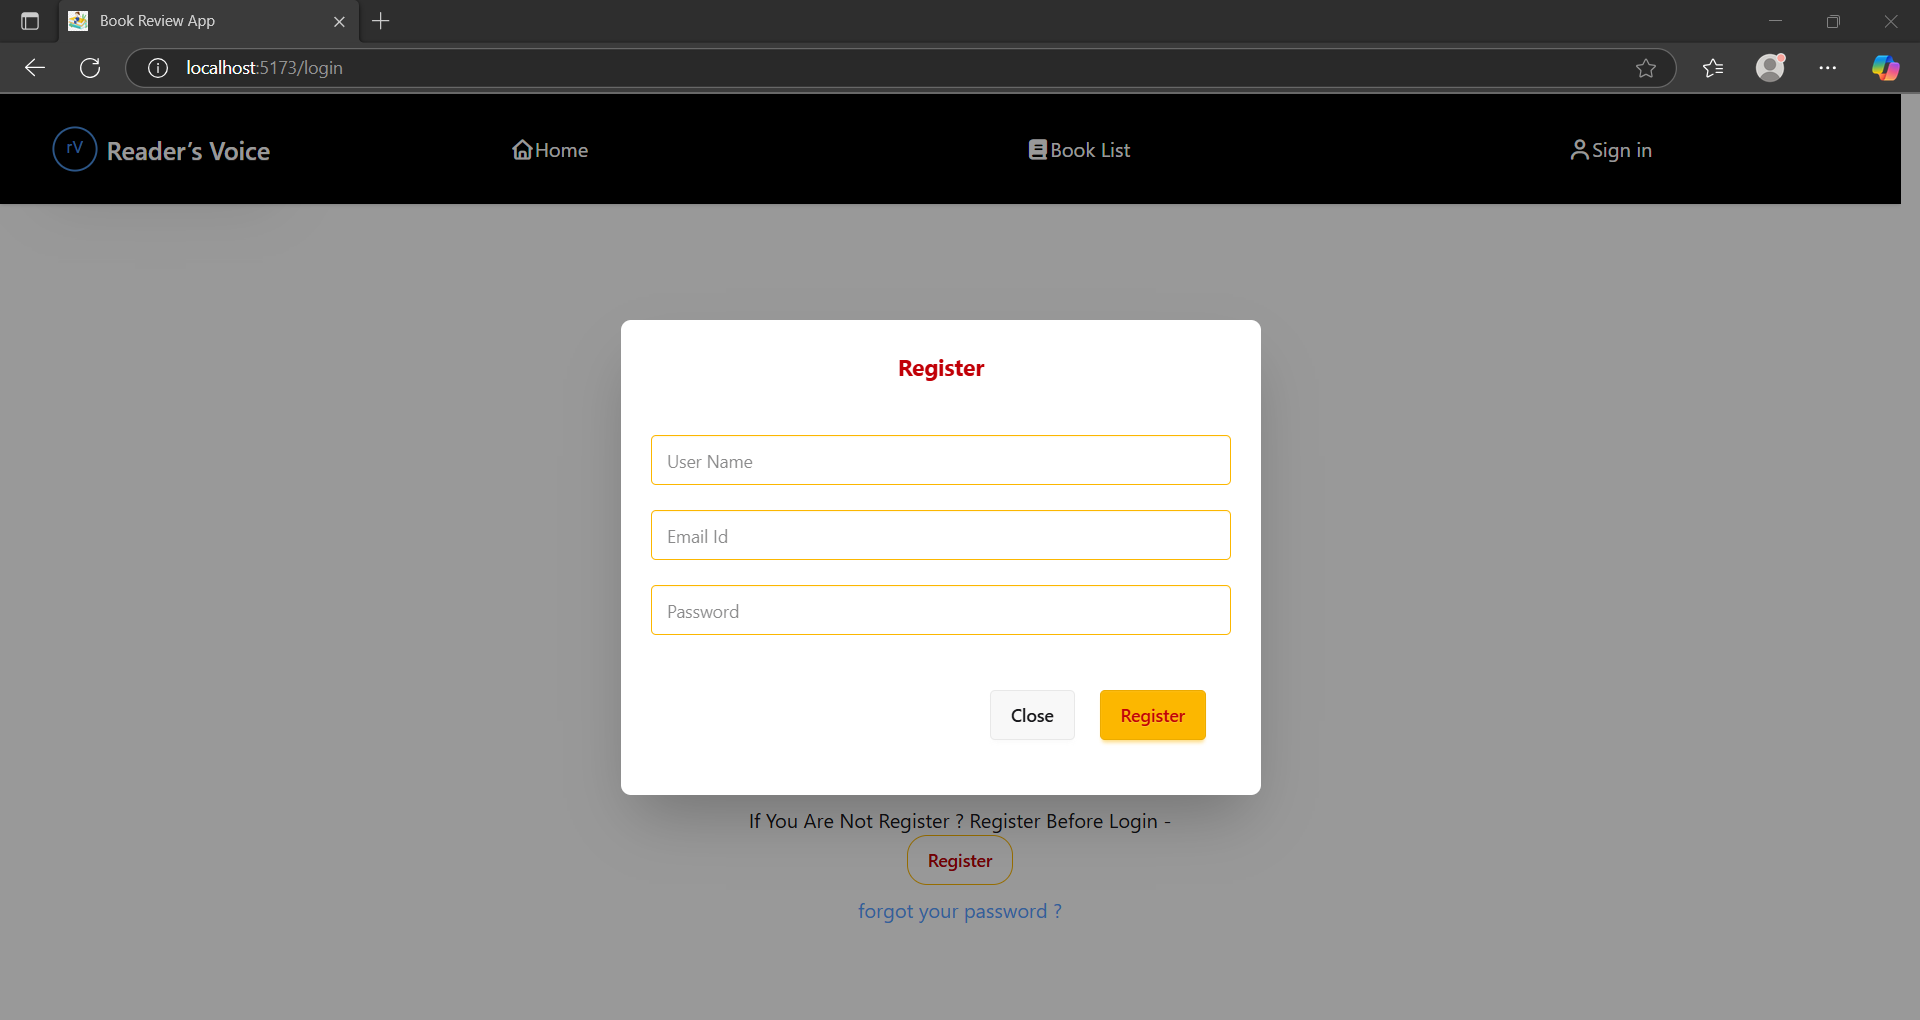 Book Review App
localhost:5173/login
rV Reader's Voice Home Book List Sign in
Register
User Name
Email Id
Password
Close Register
If You Are Not Register ? Register Before Login -
Register
forgot your password ?